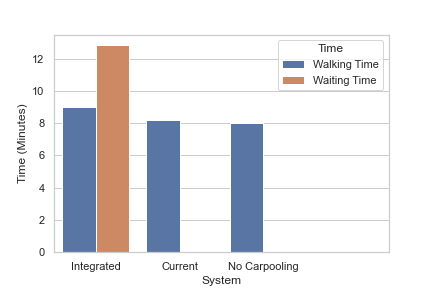 Time
Walking Time
Waiting Time
12
10
8
6
4
2
0
Time (Minutes)
Integrated Current No Carpooling
System